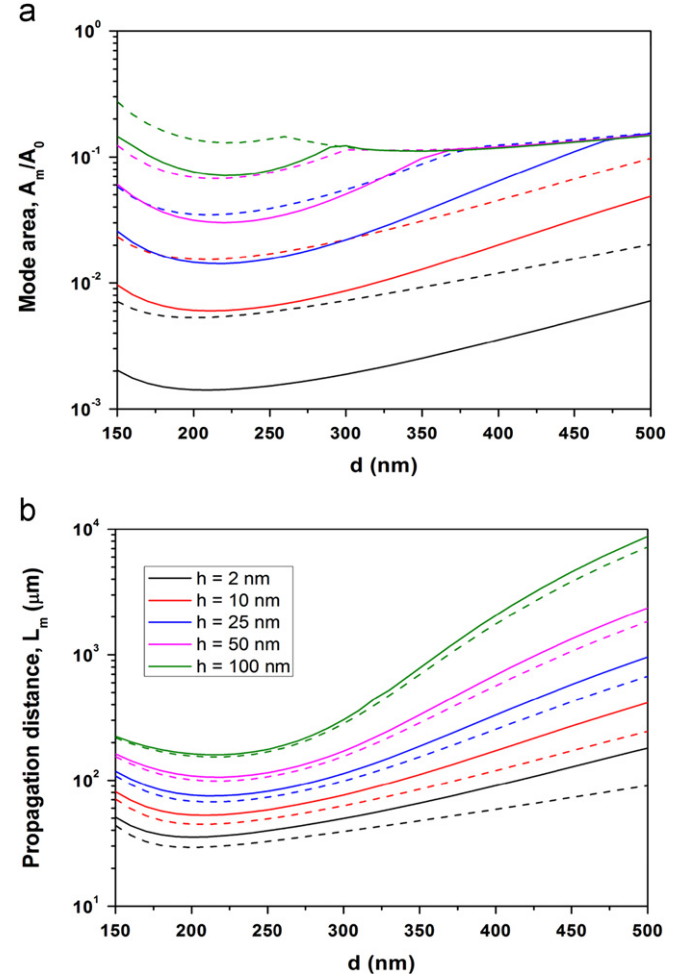 a
10⁰
10⁻¹
10⁻²
10⁻³
Mode area, Aₘ/A₀
150 200 250 300 350 400 450 500
d (nm)
b
10⁴
10³
10²
10¹
Propagation distance, Lₘ (μm)
h = 2 nm
h = 10 nm
h = 25 nm
h = 50 nm
h = 100 nm
150 200 250 300 350 400 450 500
d (nm)